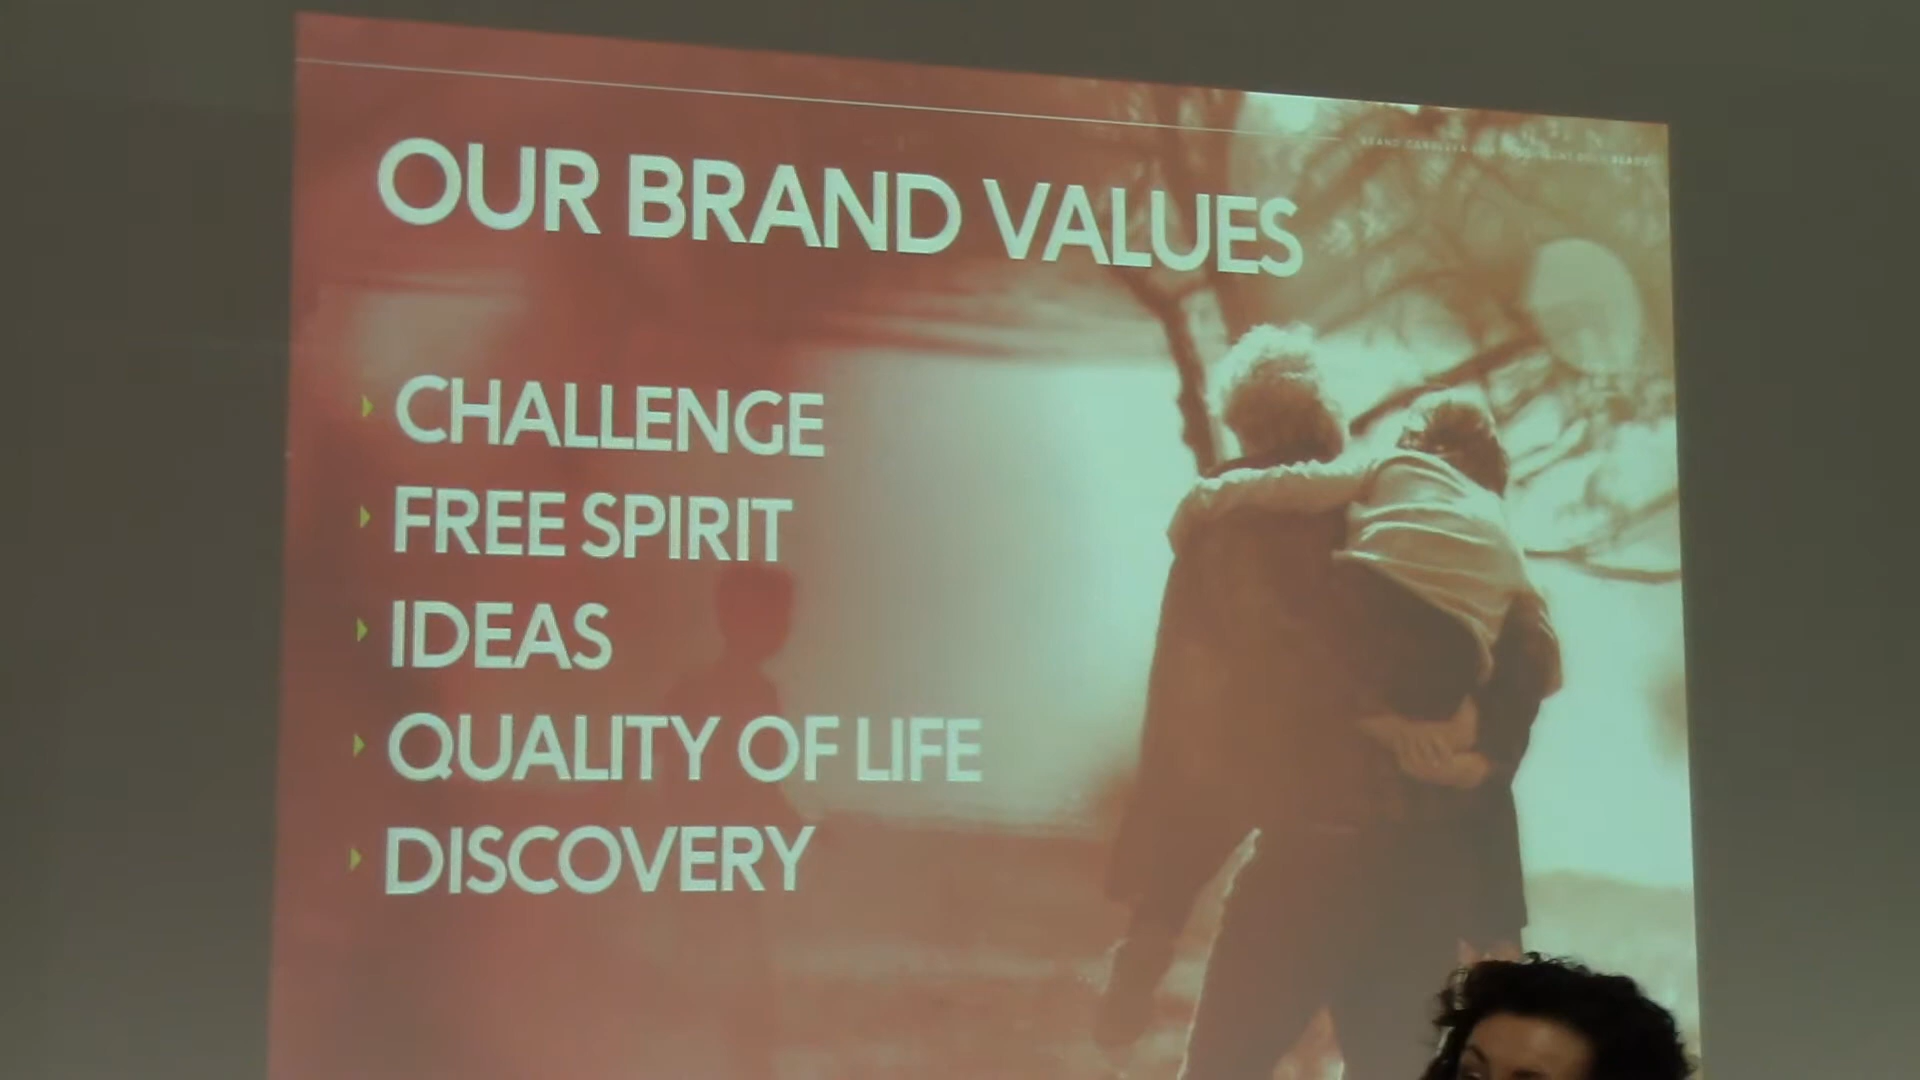 OUR BRAND VALUES
CHALLENGE
FREE SPIRIT
IDEAS
QUALITY OF LIFE
DISCOVERY